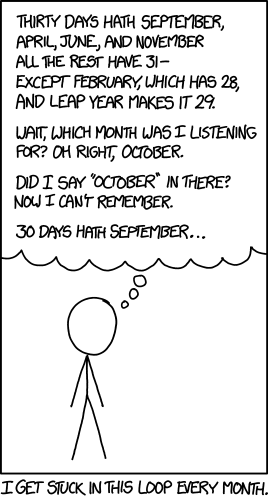 THIRTY DAYS HATH SEPTEMBER,
APRIL, JUNE, AND NOVEMBER
ALL THE REST HAVE 31—
EXCEPT FEBRUARY, WHICH HAS 28,
AND LEAP YEAR MAKES IT 29.
WAIT, WHICH MONTH WAS I LISTENING
FOR? OH RIGHT, OCTOBER.
DID I SAY "OCTOBER" IN THERE?
NOW I CAN'T REMEMBER.
30 DAYS HATH SEPTEMBER...
I GET STUCK IN THIS LOOP EVERY MONTH.